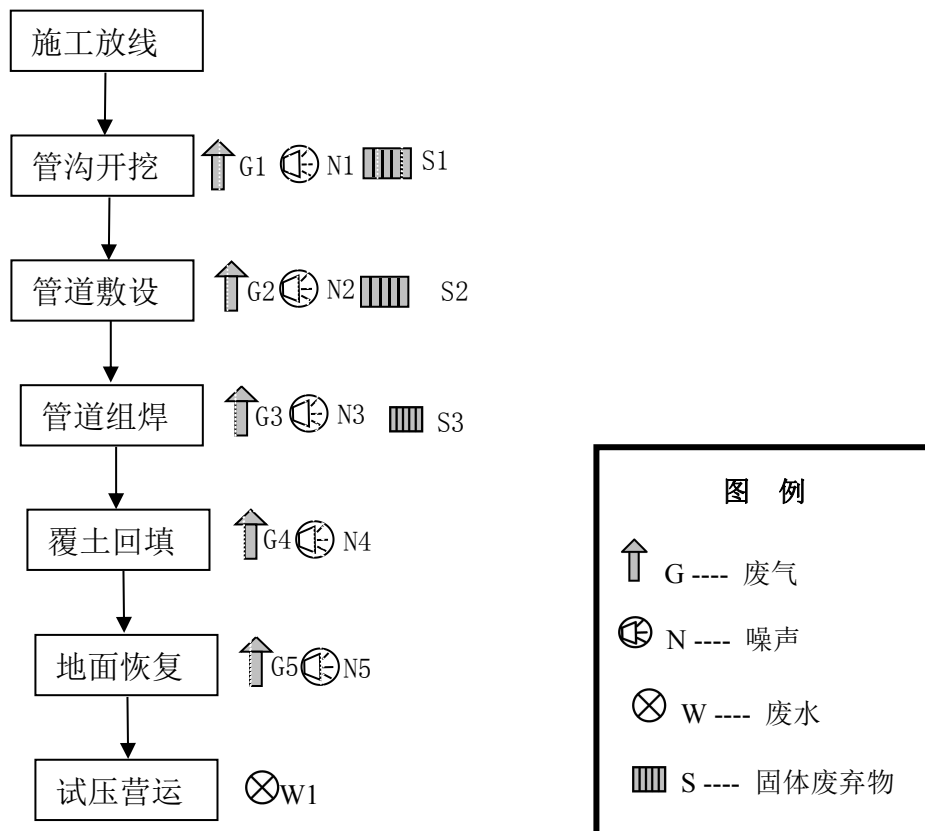 施工放线
管沟开挖 G1 N1 S1
管道敷设 G2 N2 S2
管道组焊 G3 N3 S3
覆土回填 G4 N4
地面恢复 G5 N5
试压营运 W1
图 例
G ---- 废气
N ---- 噪声
W ---- 废水
S ---- 固体废弃物